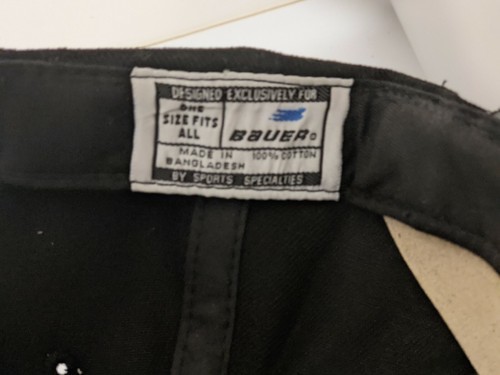 DESIGNED EXCLUSIVELY FOR
ONE
SIZE FITS
ALL
BAUER
MADE IN
BANGLADESH
100% COTTON
BY SPORTS SPECIALTIES